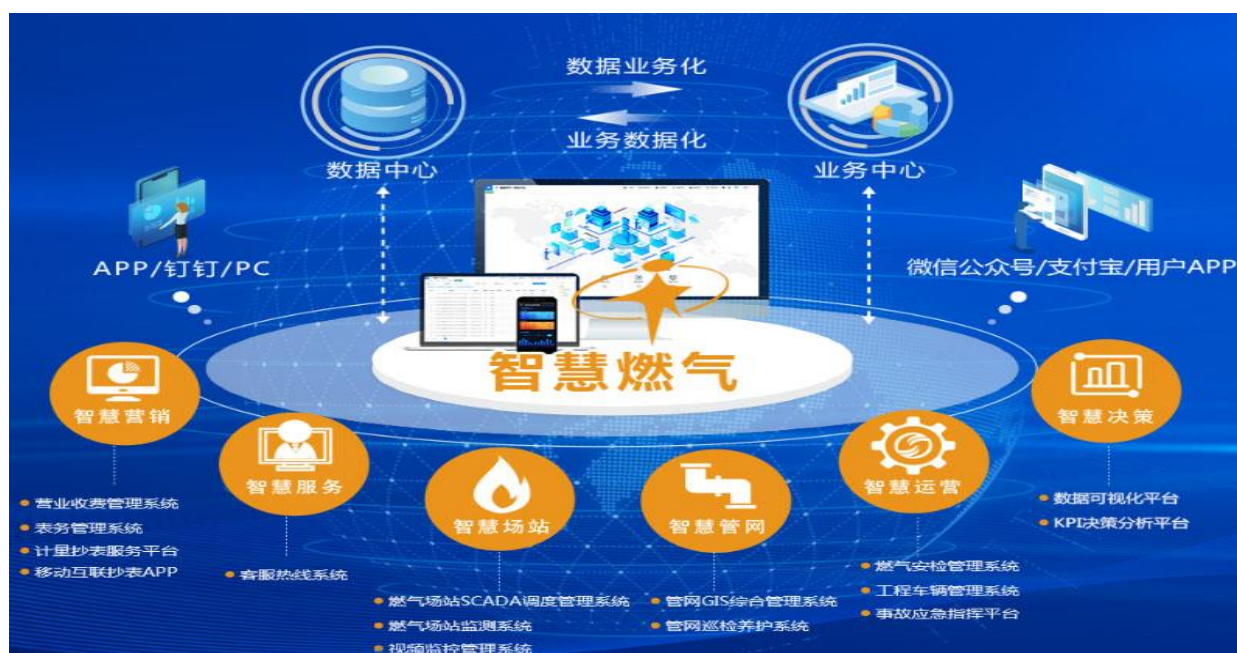 数据业务化
业务数据化
数据中心
业务中心
APP/钉钉/PC
微信公众号/支付宝/用户APP
智慧燃气
智慧营销
营业收费管理系统
表务管理系统
计量抄表服务平台
移动互联抄表APP
智慧服务
客服热线系统
智慧场站
燃气场站SCADA调度管理系统
燃气场站监测系统
视频监控管理系统
智慧管网
管网GIS综合管理系统
管网巡检养护系统
智慧运营
燃气安检管理系统
工程车辆管理系统
事故应急指挥平台
智慧决策
数据可视化平台
KPI决策分析平台